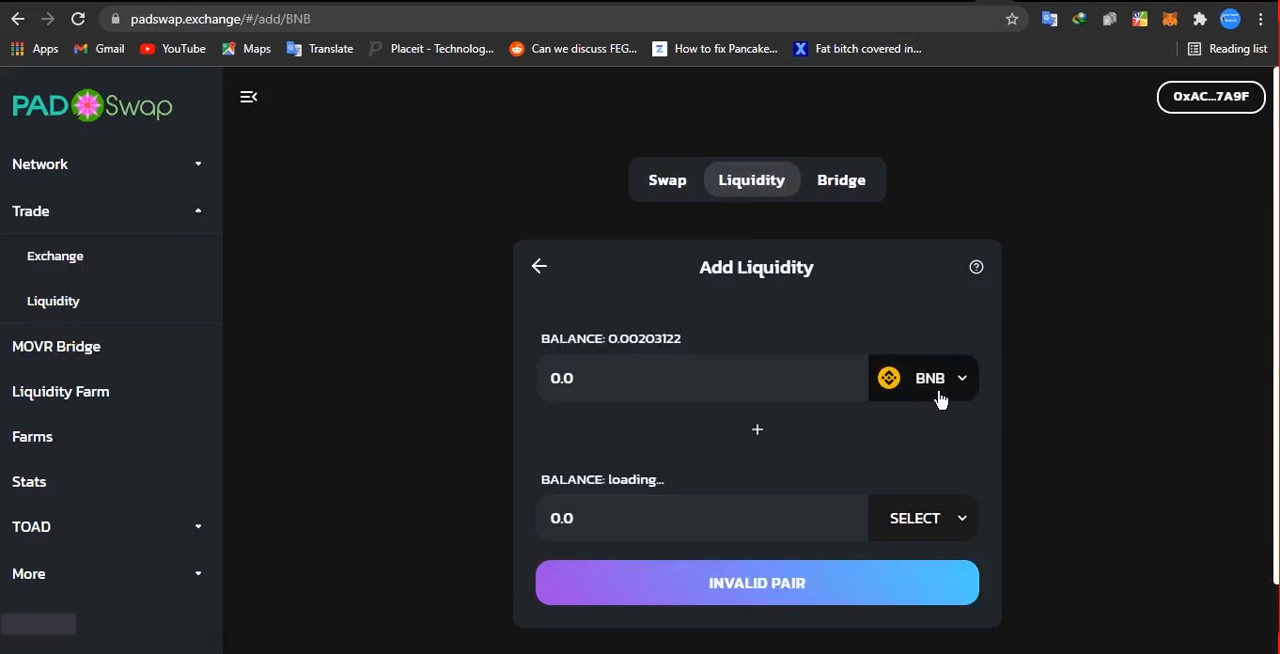 padswap.exchange/#/add/BNB
Apps Gmail YouTube Maps Translate Placeit - Technolog... Can we discuss FEG... How to fix Pancake... Fat bitch covered in... Reading list
PAD Swap
0xAC...7A9F
Network
Trade
Exchange
Liquidity
MOVR Bridge
Liquidity Farm
Farms
Stats
TOAD
More
Swap Liquidity Bridge
Add Liquidity
BALANCE: 0.00203122
0.0 BNB
+
BALANCE: loading...
0.0 SELECT
INVALID PAIR